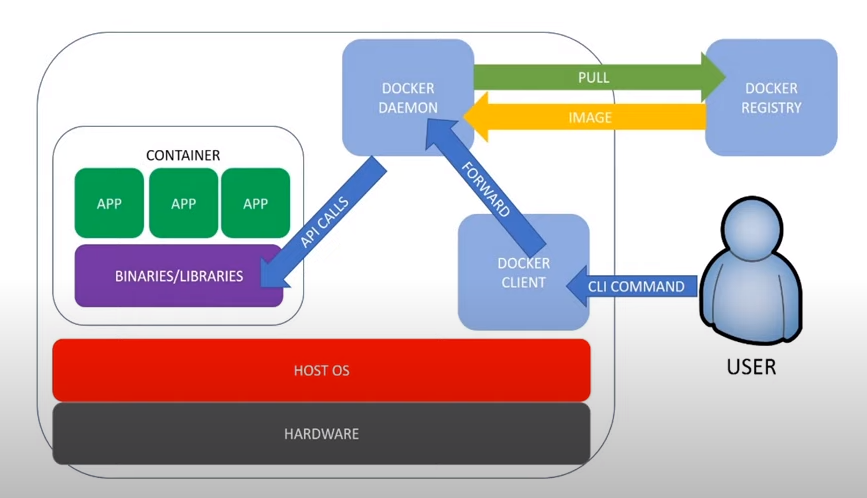 DOCKER
DAEMON
PULL
DOCKER
REGISTRY
IMAGE
CONTAINER
APP
APP
APP
API CALLS
FORWARD
BINARIES/LIBRARIES
DOCKER
CLIENT
CLI COMMAND
USER
HOST OS
HARDWARE